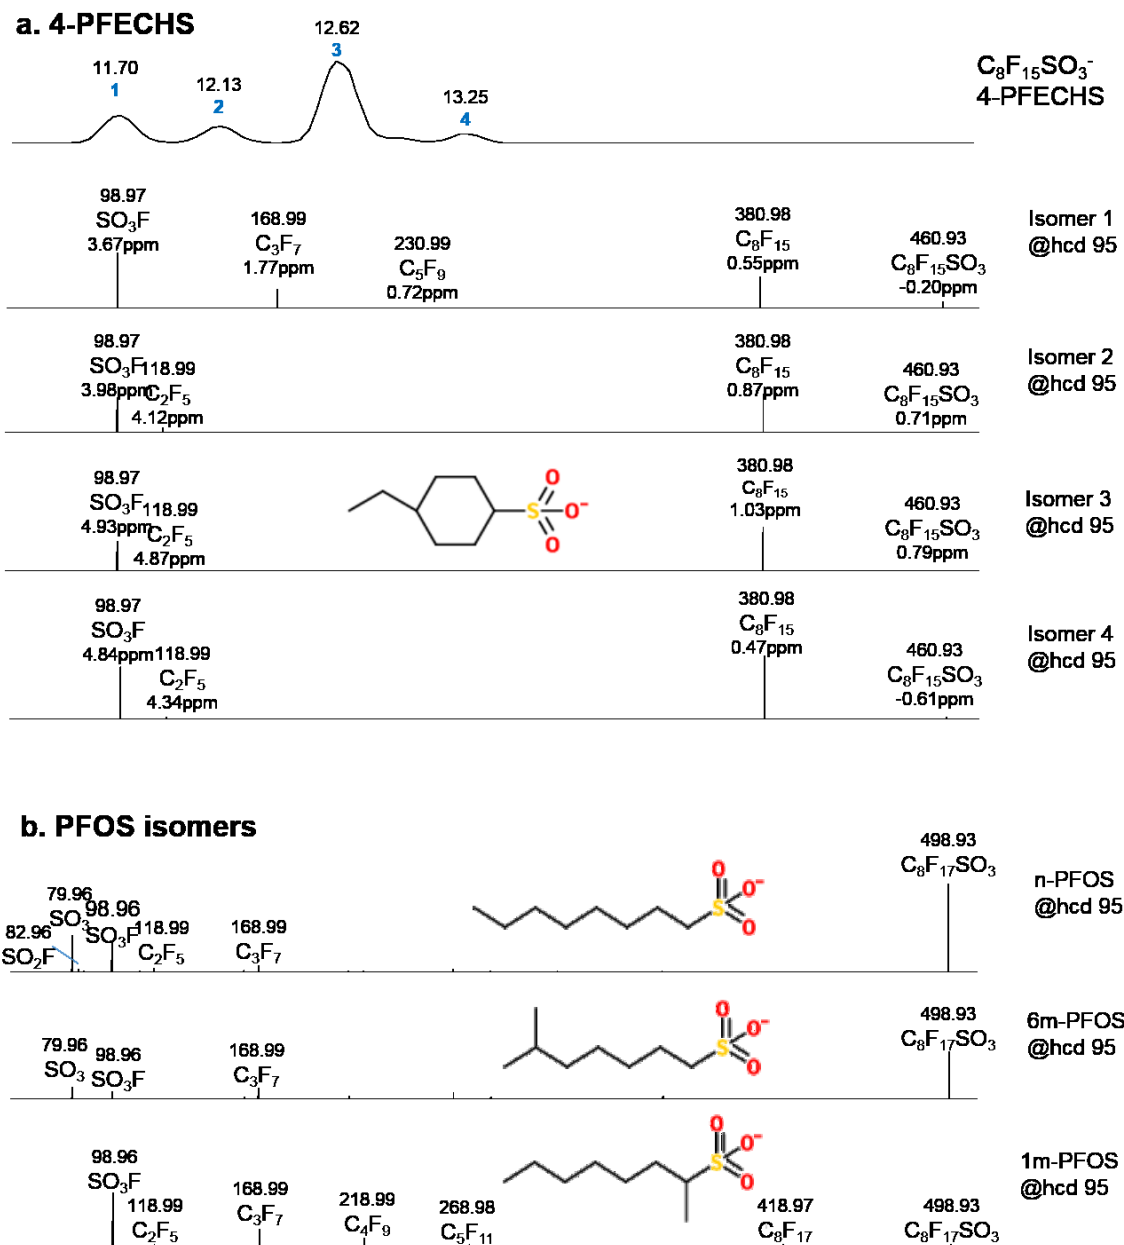 a. 4-PFECHS
12.62
3
11.70
1
12.13
2
13.25
4
C₈F₁₅SO₃⁻
4-PFECHS
98.97
SO₃F
3.67ppm
168.99
C₃F₇
1.77ppm
230.99
C₅F₉
0.72ppm
380.98
C₈F₁₅
0.55ppm
460.93
C₈F₁₅SO₃
-0.20ppm
Isomer 1
@hcd 95
98.97
SO₃F
3.98ppm
118.99
C₂F₅
4.12ppm
380.98
C₈F₁₅
0.87ppm
460.93
C₈F₁₅SO₃
0.71ppm
Isomer 2
@hcd 95
98.97
SO₃F
4.93ppm
118.99
C₂F₅
4.87ppm
S
O
O⁻
O
380.98
C₈F₁₅
1.03ppm
460.93
C₈F₁₅SO₃
0.79ppm
Isomer 3
@hcd 95
98.97
SO₃F
4.84ppm
118.99
C₂F₅
4.34ppm
380.98
C₈F₁₅
0.47ppm
460.93
C₈F₁₅SO₃
-0.61ppm
Isomer 4
@hcd 95
b. PFOS isomers
79.96
SO₃
82.96
SO₂F
98.96
SO₃F
118.99
C₂F₅
168.99
C₃F₇
O
O⁻
S
O
498.93
C₈F₁₇SO₃
n-PFOS
@hcd 95
79.96
SO₃
98.96
SO₃F
168.99
C₃F₇
O
O⁻
S
O
498.93
C₈F₁₇SO₃
6m-PFOS
@hcd 95
98.96
SO₃F
118.99
C₂F₅
168.99
C₃F₇
218.99
C₄F₉
268.98
C₅F₁₁
O
O⁻
S
O
418.97
C₈F₁₇
498.93
C₈F₁₇SO₃
1m-PFOS
@hcd 95